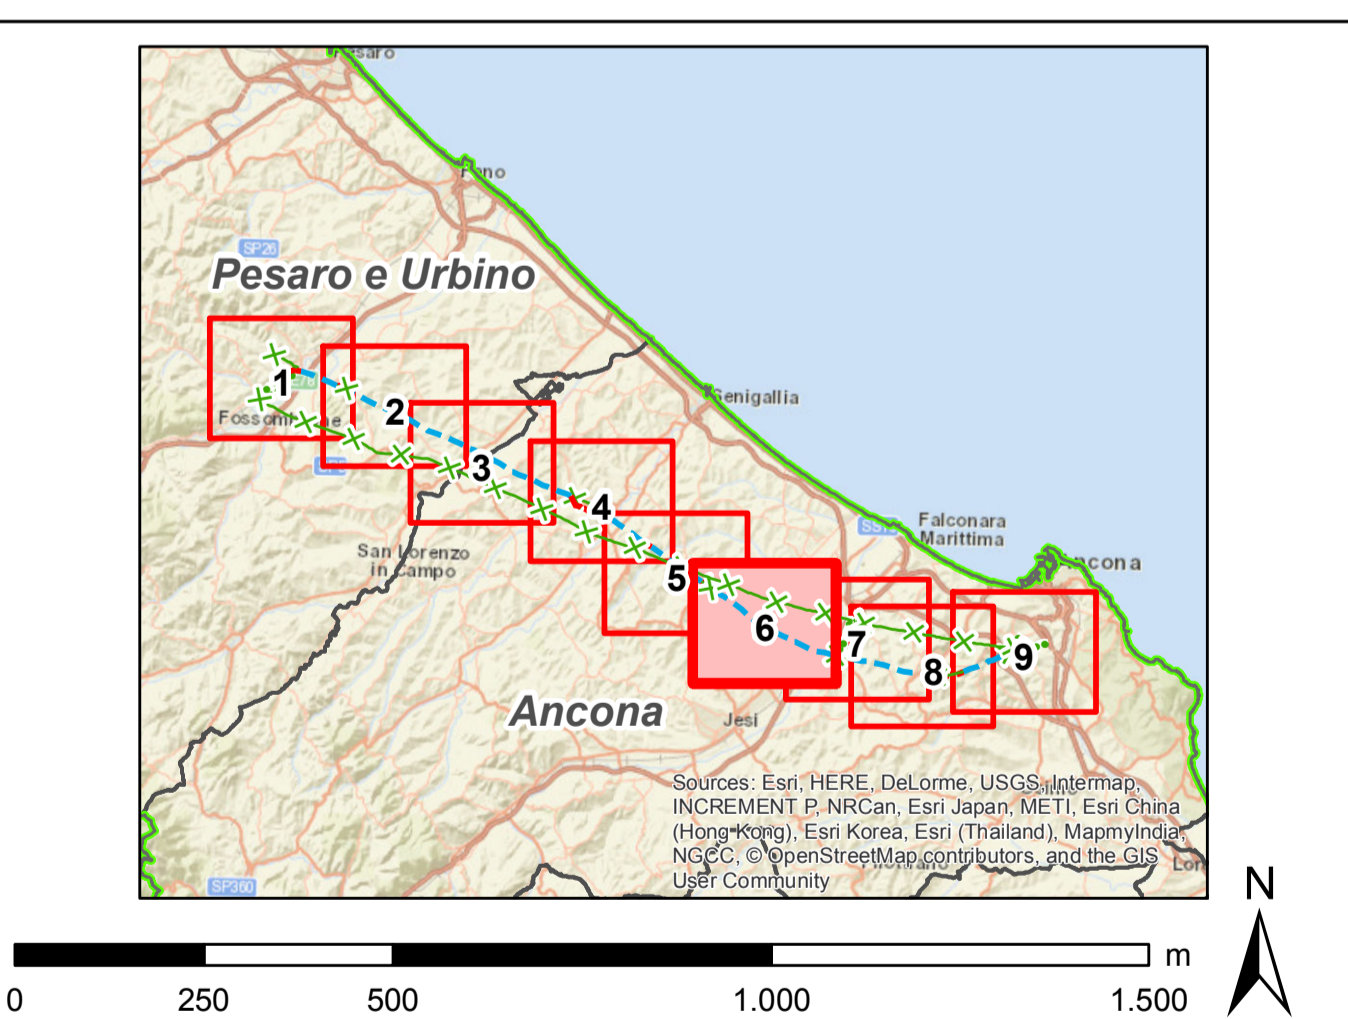 Pesaro
Fano
SP26
Pesaro e Urbino
Senigallia
1
2
Fossombrone
3
4
San Lorenzo
in Campo
Falconara
Marittima
Ancona
5
6
7
8
9
Ancona
Jesi
Sources: Esri, HERE, DeLorme, USGS, Intermap,
INCREMENT P, NRCan, Esri Japan, METI, Esri China
(Hong Kong), Esri Korea, Esri (Thailand), MapmyIndia,
NGCC, © OpenStreetMap contributors, and the GIS
User Community
SP360
N
m
0 250 500 1.000 1.500